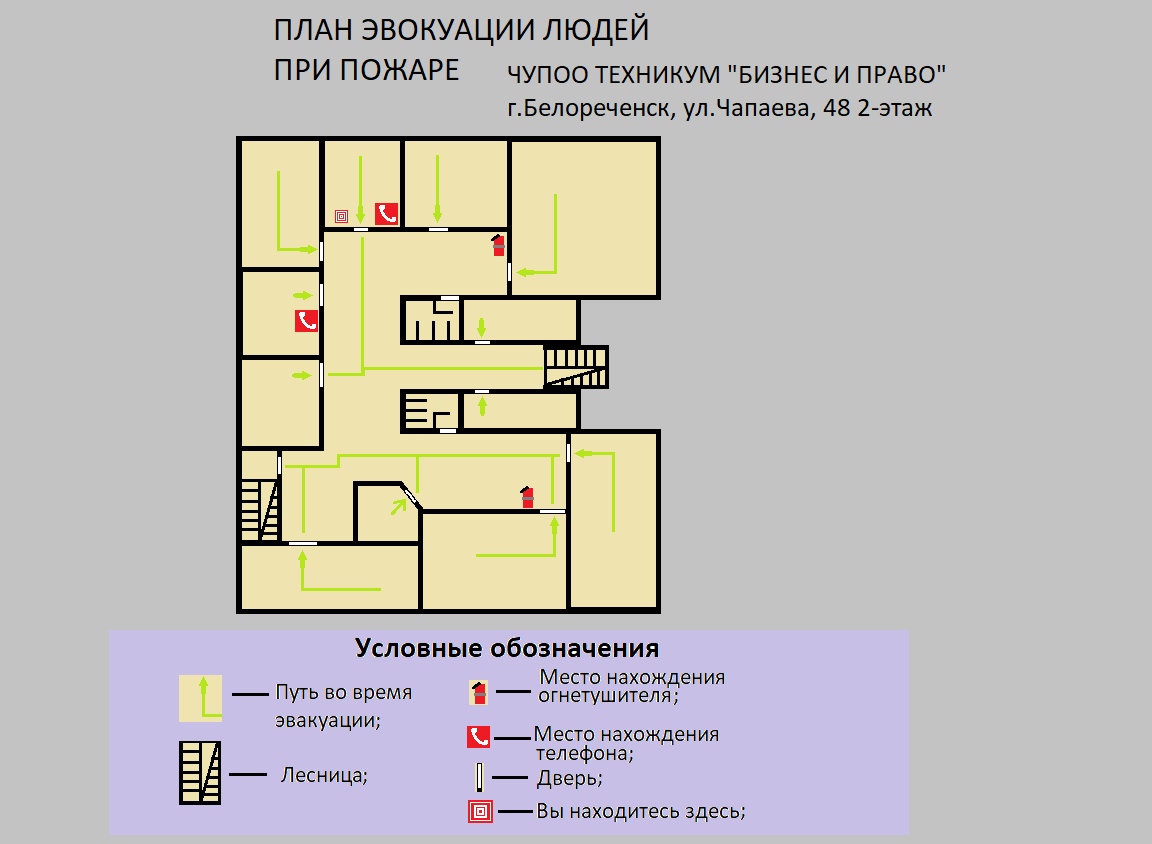 ПЛАН ЭВОКУАЦИИ ЛЮДЕЙ
ПРИ ПОЖАРЕ
ЧУПОО ТЕХНИКУМ "БИЗНЕС И ПРАВО"
г.Белореченск, ул.Чапаева, 48 2-этаж
Условные обозначения
Путь во время
эвакуации;
Лесница;
Место нахождения
огнетушителя;
Место нахождения
телефона;
Дверь;
Вы находитесь здесь;